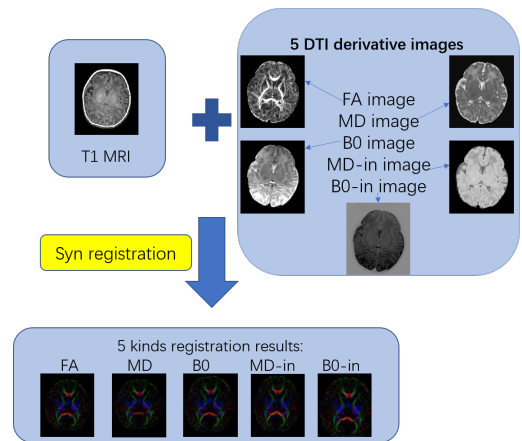 5 DTI derivative images
T1 MRI
FA image
MD image
B0 image
MD-in image
B0-in image
Syn registration
5 kinds registration results:
FA MD B0 MD-in B0-in